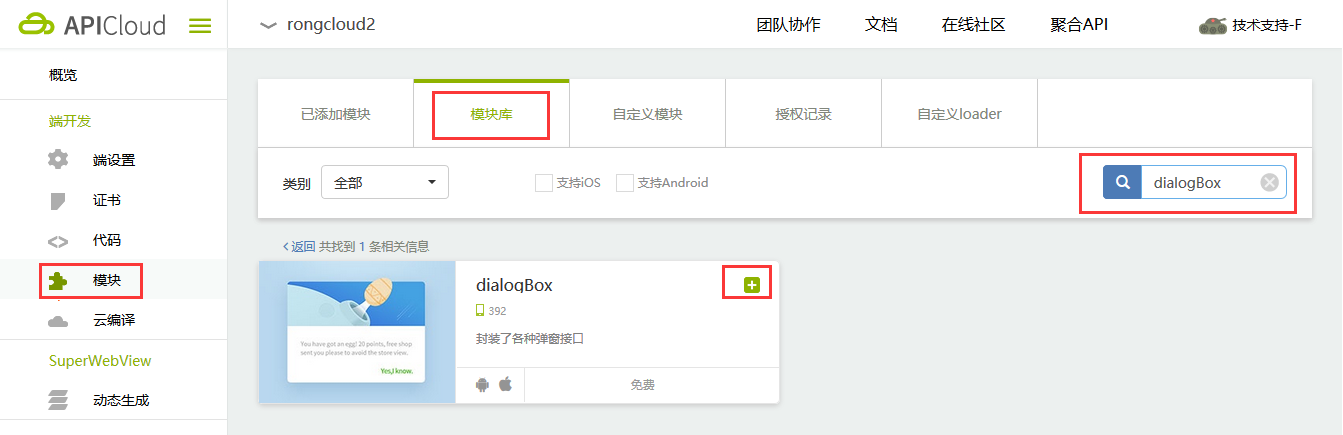 APICloud
rongcloud2
团队协作 文档 在线社区 聚合API 技术支持-F
概览
端开发
端设置
证书
代码
模块
云编译
SuperWebView
动态生成
已添加模块 模块库 自定义模块 授权记录 自定义loader
类别 全部 支持iOS 支持Android dialogBox
返回 共找到 1 条相关信息
You have got an egg! 20 points, free shop
sent you please to avoid the store view.
Yes,I know.
dialogBox
392
封装了各种弹窗接口
免费